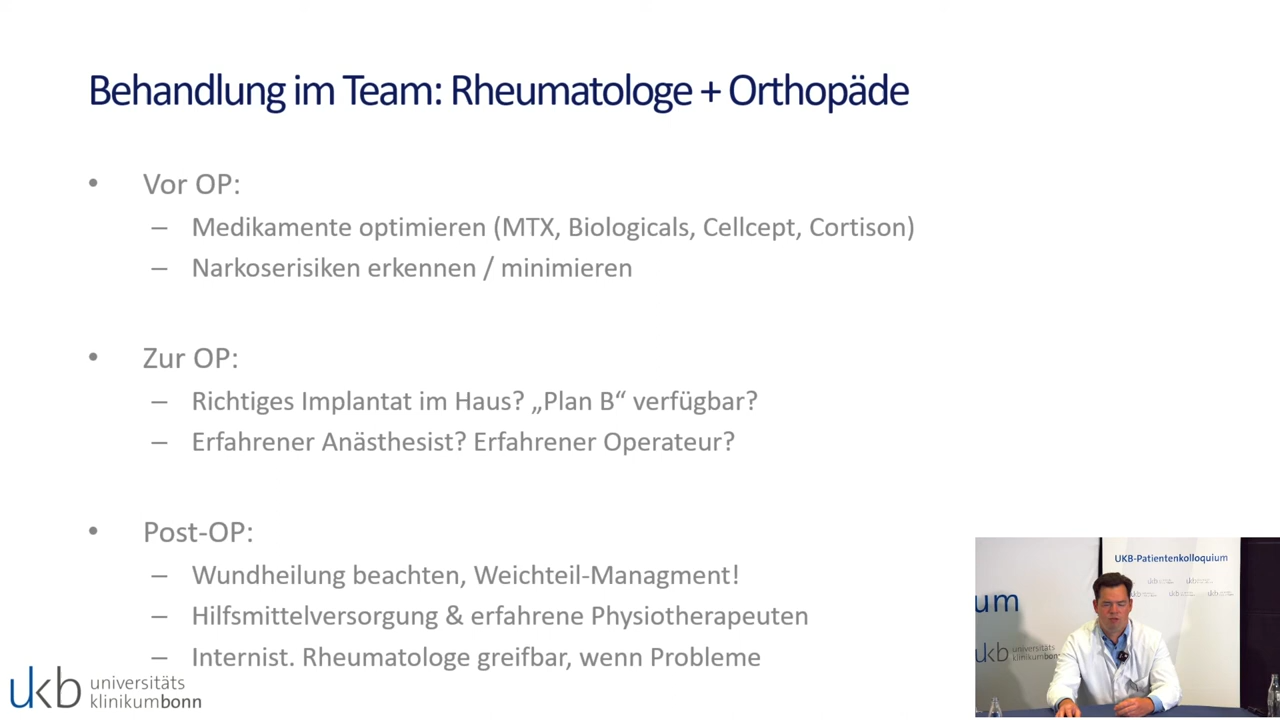 Behandlung im Team: Rheumatologe + Orthopäde
• Vor OP:
– Medikamente optimieren (MTX, Biologicals, Cellcept, Cortison)
– Narkoserisiken erkennen / minimieren
• Zur OP:
– Richtiges Implantat im Haus? „Plan B“ verfügbar?
– Erfahrener Anästhesist? Erfahrener Operateur?
• Post-OP:
– Wundheilung beachten, Weichteil-Managment!
– Hilfsmittelversorgung & erfahrene Physiotherapeuten
– Internist. Rheumatologe greifbar, wenn Probleme
ukb universitäts
klinikumbonn
UKB-Patientenkolloquium
um
ukb universitäts
klinikumbonn